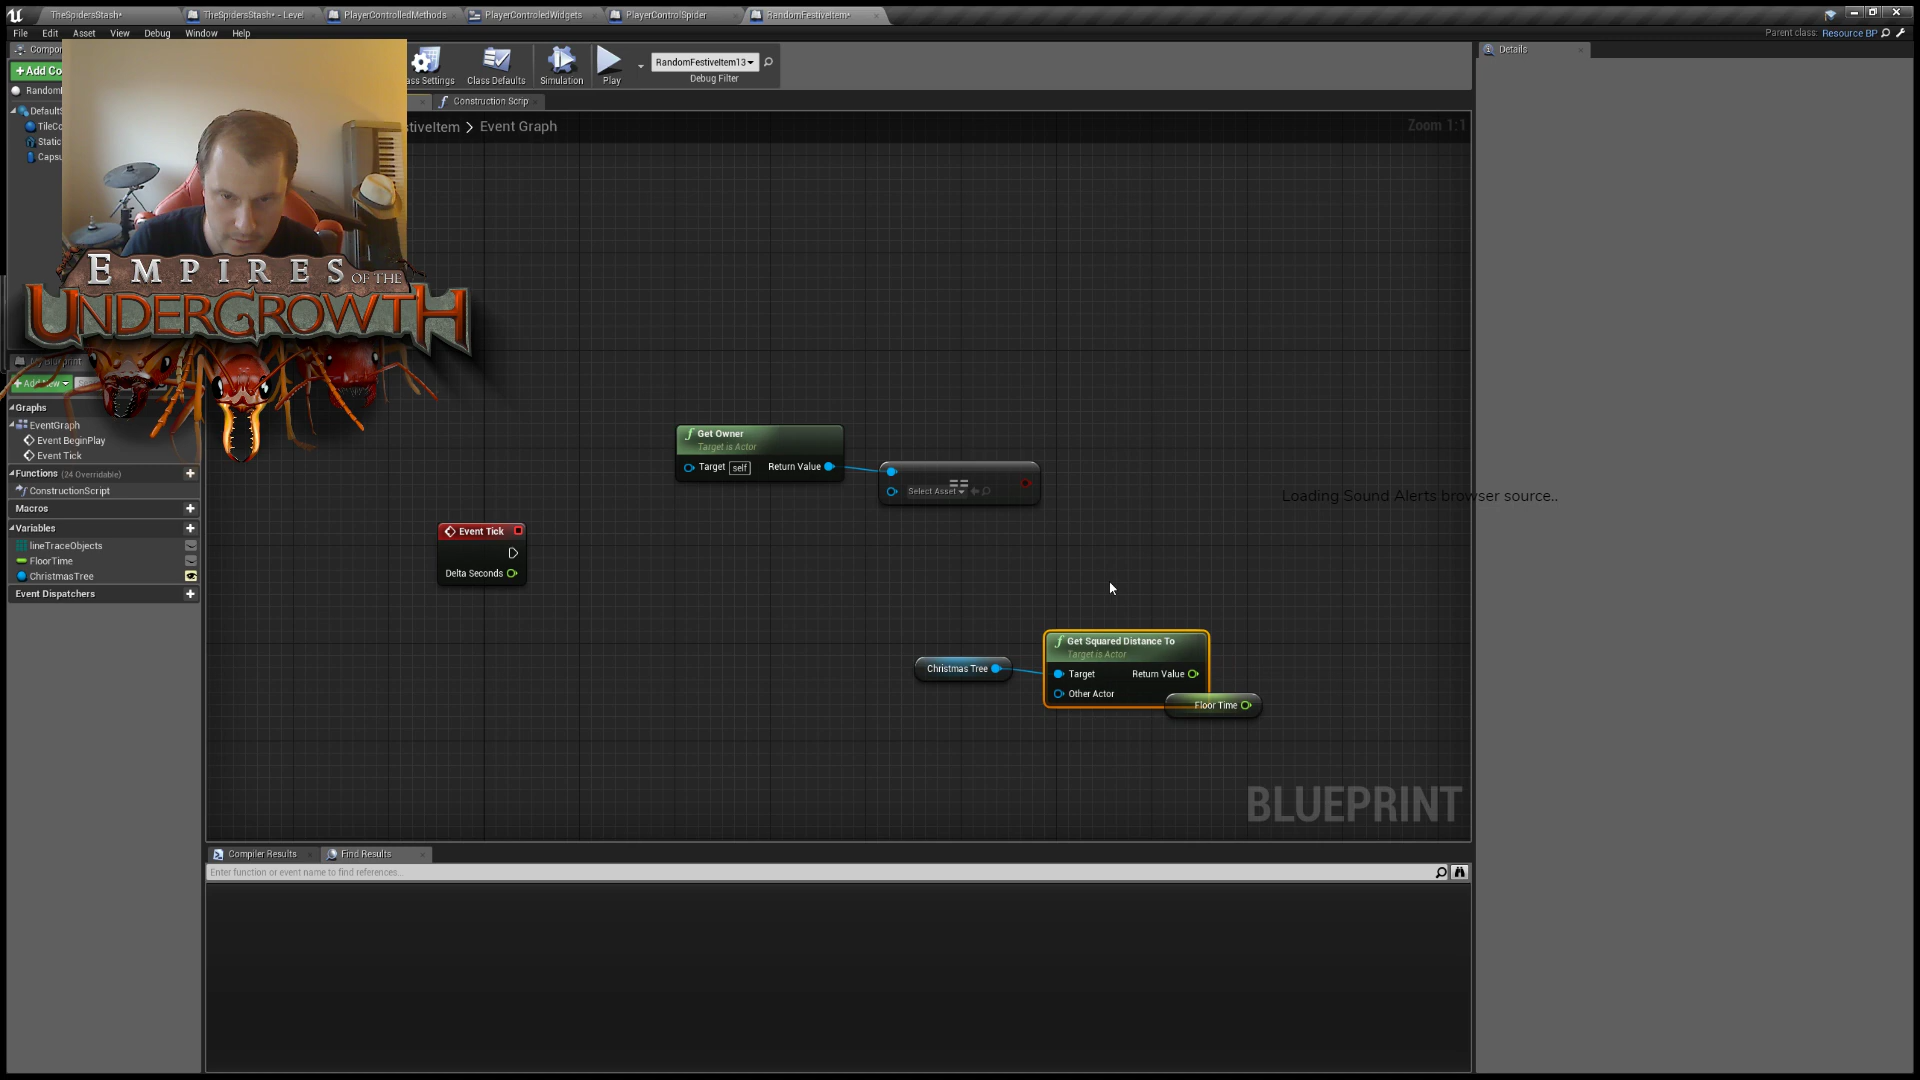 TheSpidersStash*
TheSpidersStash* - Level
PlayerControlledMethods
PlayerControledWidgets
PlayerControlSpider
RandomFestiveItem*
File
Edit
Asset
View
Debug
Window
Help
Parent class: Resource BP
Compon
Details
+Add Co
Class Defaults
Simulation
Play
RandomFestiveItem13
Debug Filter
Construction Scrip
Event Graph
Zoom 1:1
EMPIRES OF THE
UNDERGROWTH
Get Owner
Target is Actor
Target
self
Return Value
==
Select Asset
Loading Sound Alerts browser source..
Event Tick
Delta Seconds
Get Squared Distance To
Target is Actor
Christmas Tree
Target
Return Value
Other Actor
Floor Time
BLUEPRINT
+Add New
Graphs
EventGraph
Event BeginPlay
Event Tick
Functions (24 Overridable)
ConstructionScript
Macros
Variables
lineTraceObjects
FloorTime
ChristmasTree
Event Dispatchers
Compiler Results
Find Results
Enter function or event name to find references...